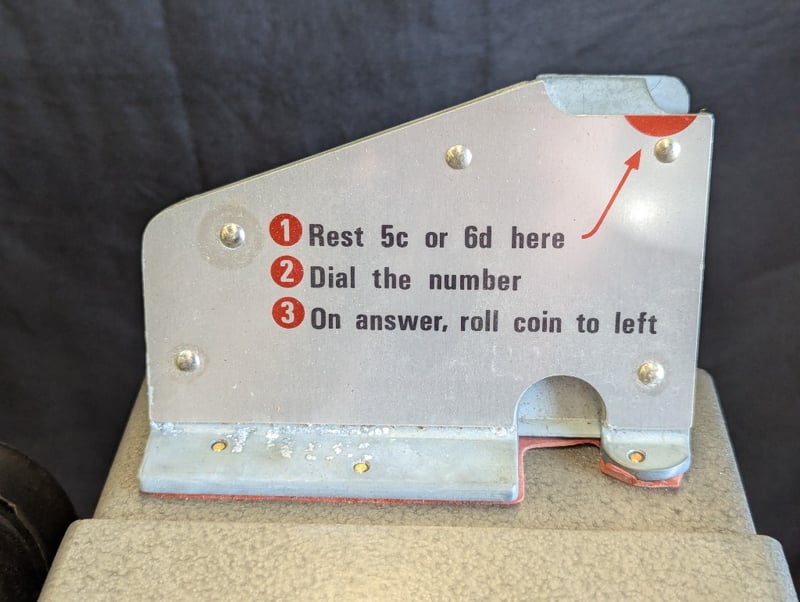 1 Rest 5c or 6d here
2 Dial the number
3 On answer, roll coin to left